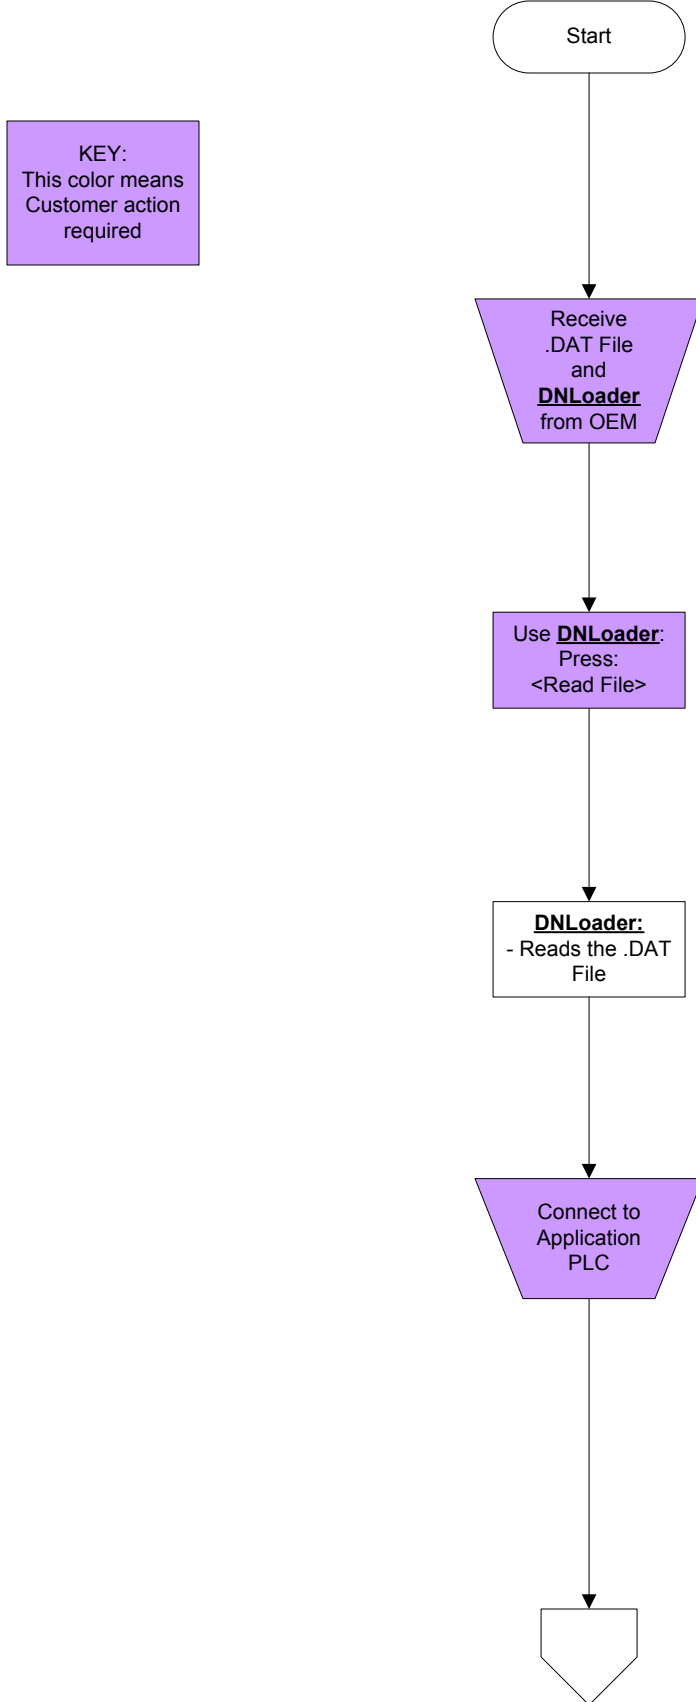 Start
KEY:
This color means
Customer action
required
Receive
.DAT File
and
DNLoader
from OEM
Use DNLoader:
Press:
<Read File>
DNLoader:
- Reads the .DAT
File
Connect to
Application
PLC